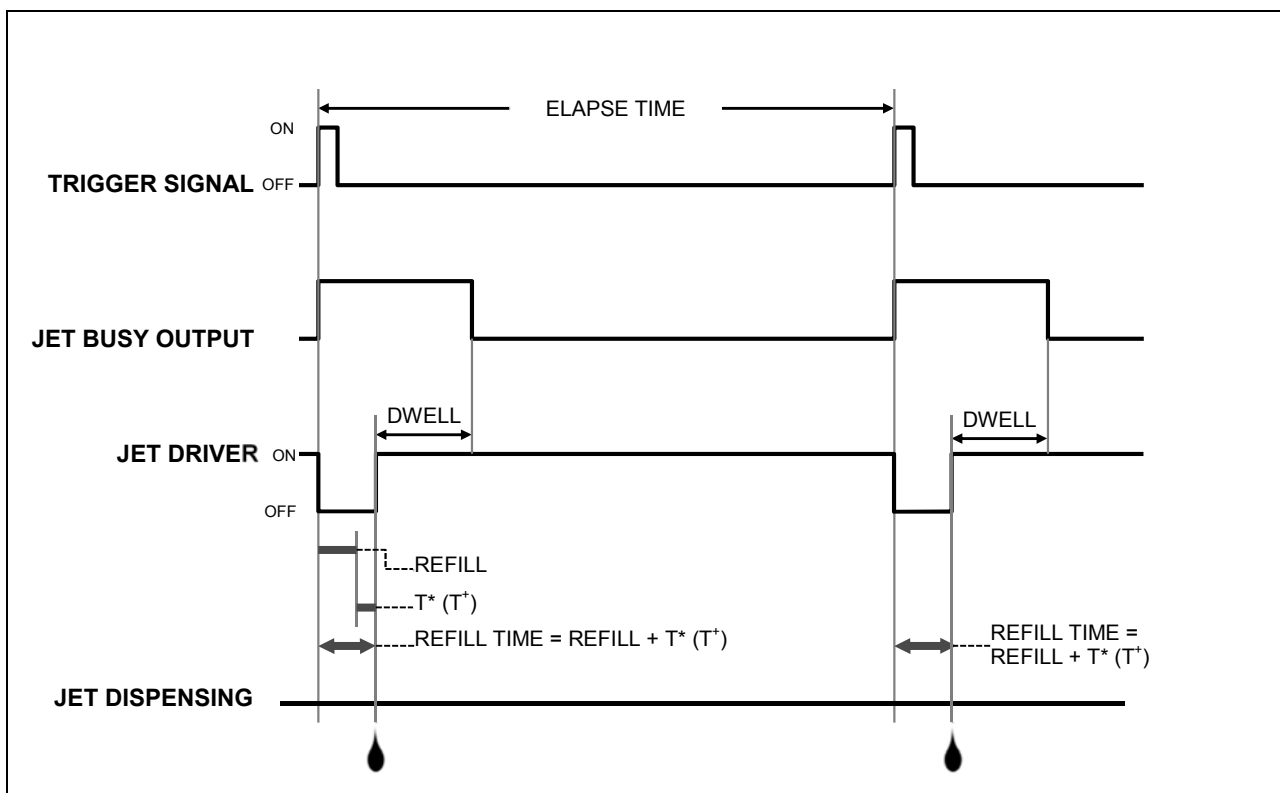 ELAPSE TIME
ON
TRIGGER SIGNAL OFF
JET BUSY OUTPUT
DWELL
DWELL
JET DRIVER ON
OFF
REFILL
T* (T⁺)
REFILL TIME = REFILL + T* (T⁺)
REFILL TIME =
REFILL + T* (T⁺)
JET DISPENSING